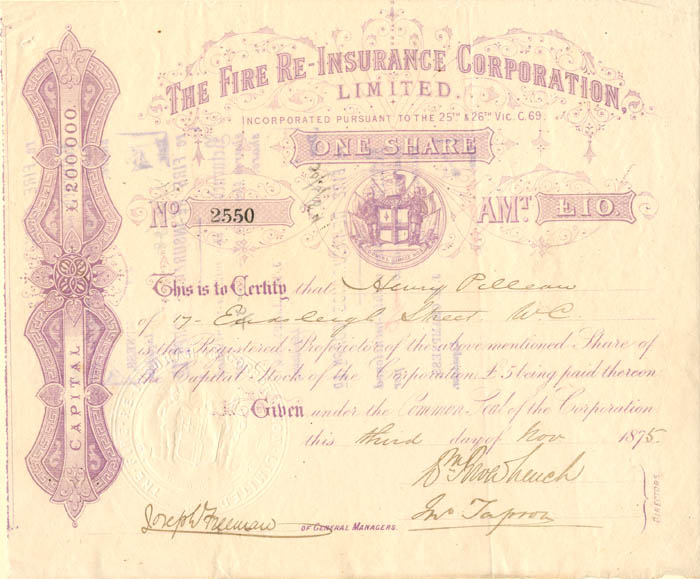 THE FIRE RE-INSURANCE CORPORATION,
LIMITED.
INCORPORATED PURSUANT TO THE 25TH & 26TH VIC. C. 69.
ONE SHARE
No 2550
AMT £10.
This is to Certify that Henry Pilleau
of 17 Endsleigh Street W.C.
is the Registered Proprietor of the above mentioned Share of
the Capital Stock of the Corporation £5 being paid thereon
Given under the Common Seal of the Corporation
this third day of Nov 1875.
Joseph Freeman
OF GENERAL MANAGERS.
DIRECTORS
CAPITAL £200'000.